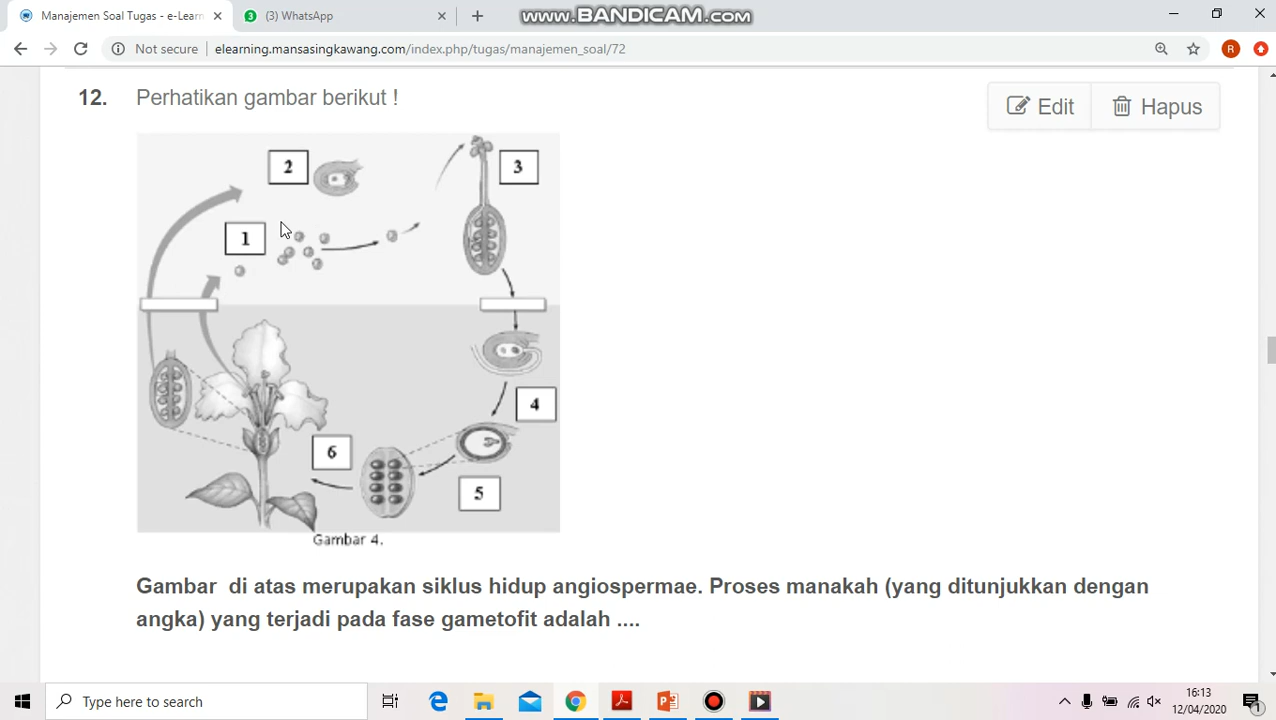 Manajemen Soal Tugas - e-Learn
(3) WhatsApp
www.BANDICAM.com
Not secure
elearning.mansasingkawang.com/index.php/tugas/manajemen_soal/72
R
12. Perhatikan gambar berikut !
Edit
Hapus
2
3
1
4
6
5
Gambar 4.
Gambar di atas merupakan siklus hidup angiospermae. Proses manakah (yang ditunjukkan dengan
angka) yang terjadi pada fase gametofit adalah ....
Type here to search
16:13
12/04/2020
1